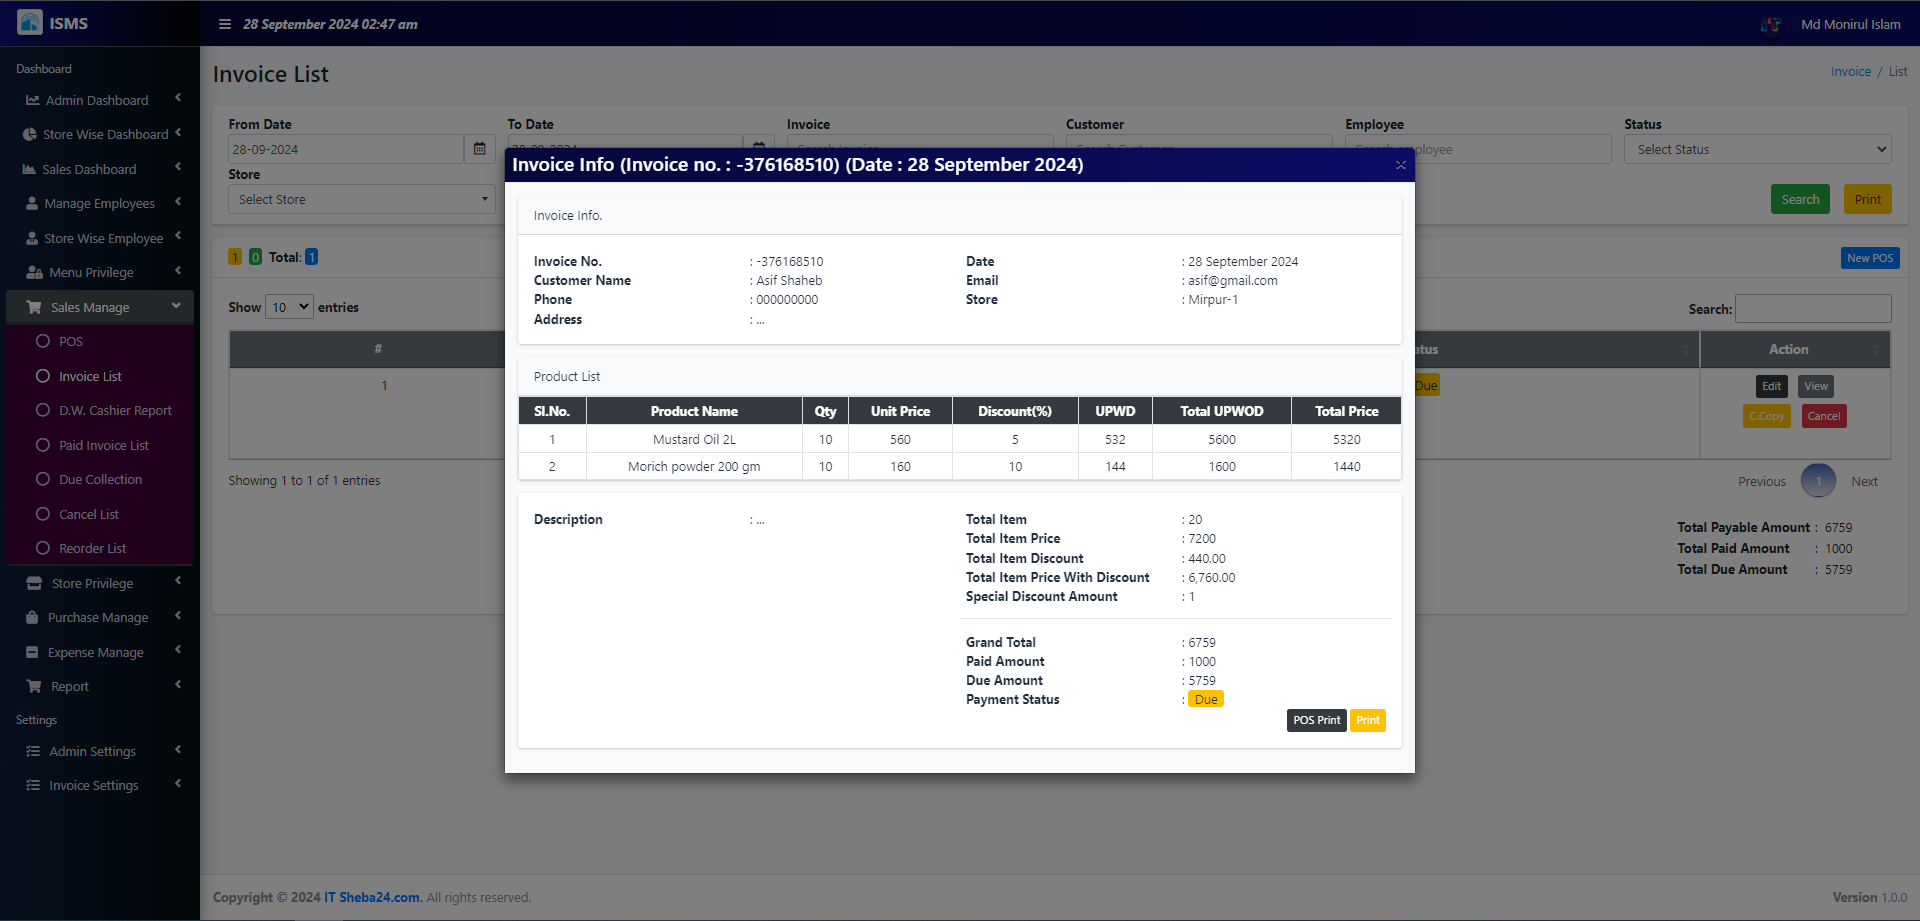 ISMS
28 September 2024 02:47 am
Md Monirul Islam
Dashboard
Admin Dashboard
Store Wise Dashboard
Sales Dashboard
Manage Employees
Store Wise Employee
Menu Privilege
Sales Manage
POS
Invoice List
D.W. Cashier Report
Paid Invoice List
Due Collection
Cancel List
Reorder List
Store Privilege
Purchase Manage
Expense Manage
Report
Settings
Admin Settings
Invoice Settings
Invoice List
Invoice / List
From Date
To Date
Invoice
Customer
Employee
Status
28-09-2024
Select Status
Store
Select Store
Search Print
1 0 Total: 1
New POS
Show 10 entries
Search:
#
Action
1
Due
Edit View
C.Copy Cancel
Showing 1 to 1 of 1 entries
Previous 1 Next
Total Payable Amount : 6759
Total Paid Amount : 1000
Total Due Amount : 5759
Invoice Info (Invoice no. : -376168510) (Date : 28 September 2024)
Invoice Info.
Invoice No. : -376168510 Date : 28 September 2024
Customer Name : Asif Shaheb Email : asif@gmail.com
Phone : 000000000 Store : Mirpur-1
Address : ...
Product List
Sl.No. Product Name Qty Unit Price Discount(%) UPWD Total UPWOD Total Price
1 Mustard Oil 2L 10 560 5 532 5600 5320
2 Morich powder 200 gm 10 160 10 144 1600 1440
Description : ... Total Item : 20
Total Item Price : 7200
Total Item Discount : 440.00
Total Item Price With Discount : 6,760.00
Special Discount Amount : 1
Grand Total : 6759
Paid Amount : 1000
Due Amount : 5759
Payment Status : Due
POS Print Print
Copyright © 2024 IT Sheba24.com. All rights reserved.
Version 1.0.0